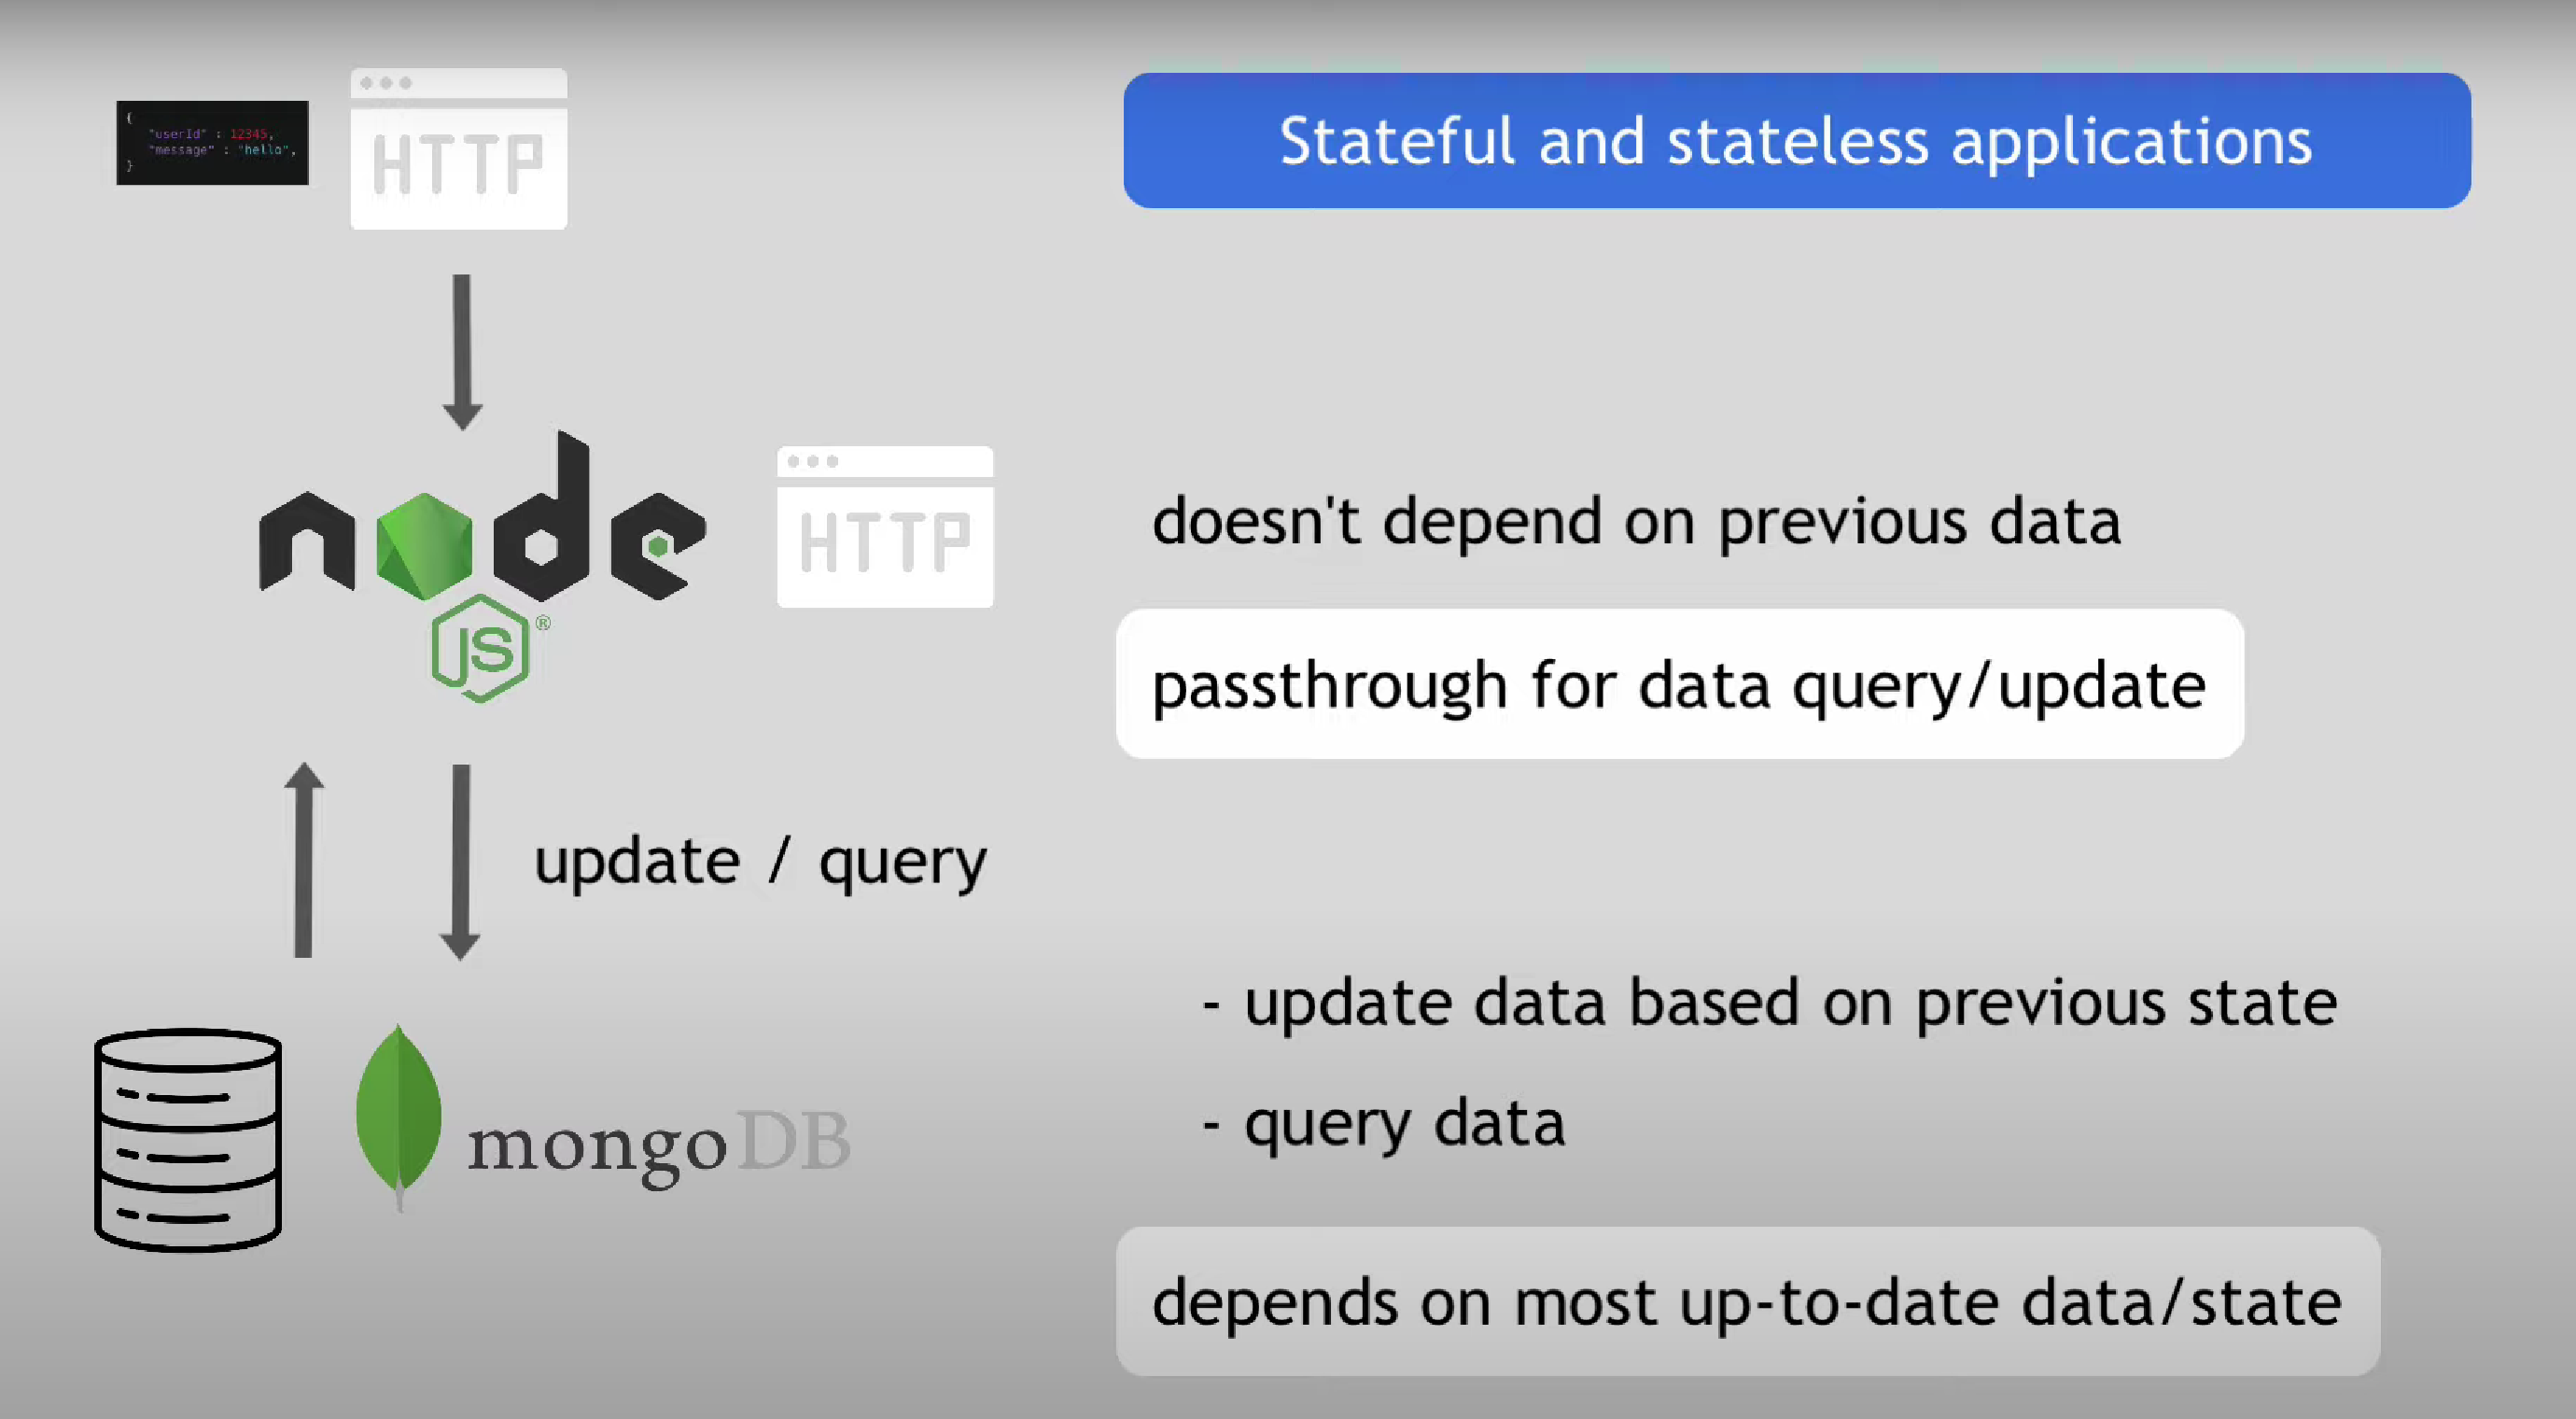 {
"userId" : 12345,
"message" : "hello",
}
HTTP
Stateful and stateless applications
node
JS®
HTTP
doesn't depend on previous data
passthrough for data query/update
update / query
- update data based on previous state
- query data
mongoDB
depends on most up-to-date data/state